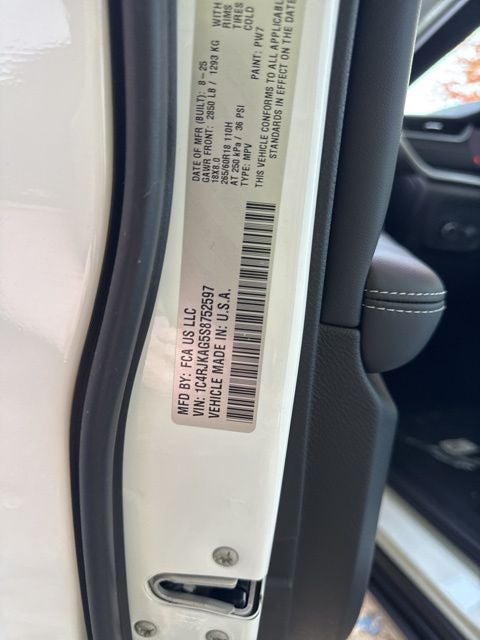 MFD BY: FCA US LLC
VIN: 1C4RJKAG5S8752597
VEHICLE MADE IN: U.S.A.
DATE OF MFR (BUILT): 8-25
GAWR FRONT: 2850 LB / 1293 KG
18X8.0
265/60R18 110H
AT 250 kPa / 36 PSI
TYPE: MPV
PAINT: PW7
WITH
RIMS
TIRES
COLD
THIS VEHICLE CONFORMS TO ALL APPLICABL
STANDARDS IN EFFECT ON THE DATE